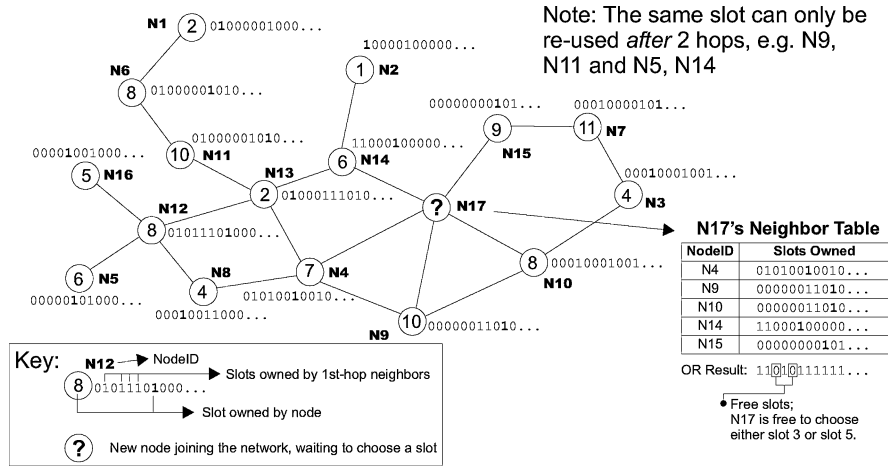 Note: The same slot can only be
re-used after 2 hops, e.g. N9,
N11 and N5, N14
N1
2
01000001000...
N6
8
01000001010...
10000100000...
1
N2
01000001010...
10
N11
11000100000...
6
N14
00000000101...
9
N15
00010000101...
11
N7
00001001000...
5
N16
N13
2
01000111010...
N12
8
01011101000...
?
N17
00010001001...
4
N3
6
N5
00000101000...
N8
4
00010011000...
7
N4
01010010010...
8
00010001001...
N10
10
N9
00000011010...
N17's Neighbor Table
NodeID Slots Owned
N4 01010010010...
N9 00000011010...
N10 00000011010...
N14 11000100000...
N15 00000000101...
OR Result: 11010111111...
• Free slots;
N17 is free to choose
either slot 3 or slot 5.
Key:
N12 NodeID
8 01011101000...
Slots owned by 1st-hop neighbors
Slot owned by node
? New node joining the network, waiting to choose a slot